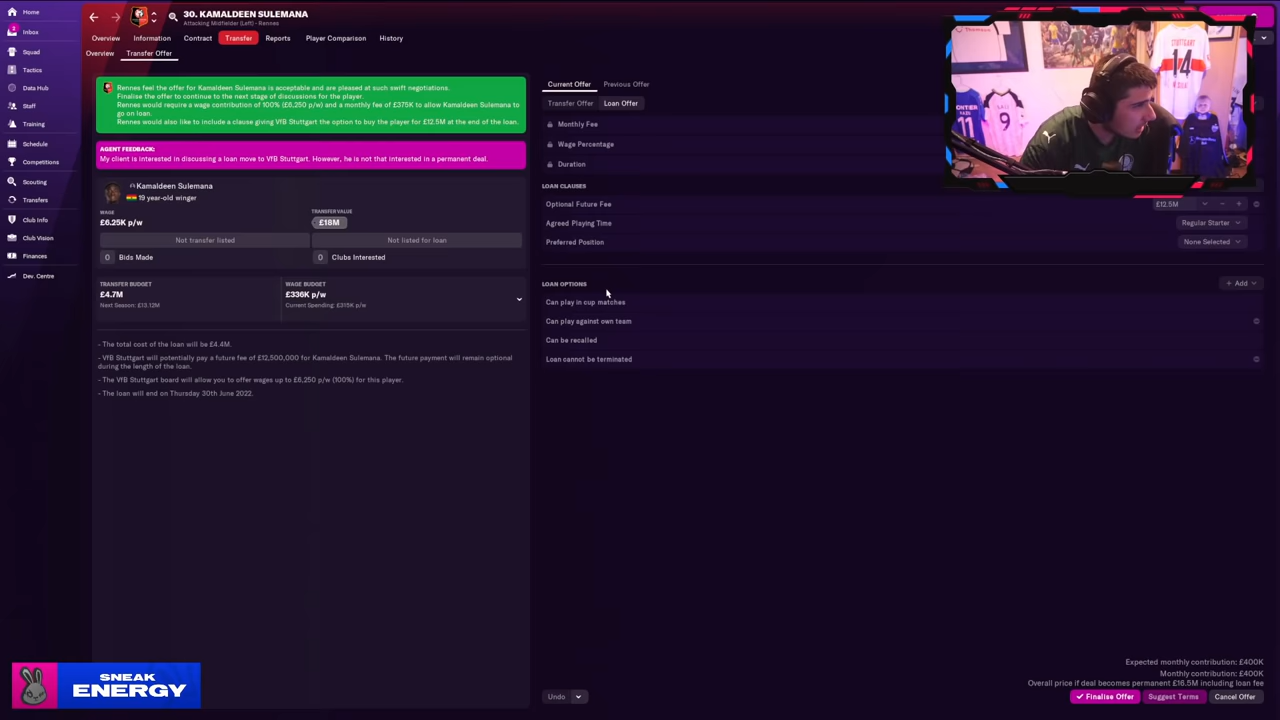 Home
Inbox
Squad
Tactics
Data Hub
Staff
Training
Schedule
Competitions
Scouting
Transfers
Club Info
Club Vision
Finances
Dev. Centre
30. KAMALDEEN SULEMANA
Attacking Midfielder (Left) - Rennes
Overview Information Contract Transfer Reports Player Comparison History
Overview Transfer Offer
Rennes feel the offer for Kamaldeen Sulemana is acceptable and are pleased at such swift negotiations.
Finalise the offer to continue to the next stage of discussions for the player.
Rennes would require a wage contribution of 100% (£6,250 p/w) and a monthly fee of £375K to allow Kamaldeen Sulemana to
go on loan.
Rennes would also like to include a clause giving VfB Stuttgart the option to buy the player for £12.5M at the end of the loan.
AGENT FEEDBACK:
My client is interested in discussing a loan move to VfB Stuttgart. However, he is not that interested in a permanent deal.
Kamaldeen Sulemana
19 year-old winger
WAGE
£6.25K p/w
TRANSFER VALUE
£18M
Not transfer listed
Not listed for loan
0 Bids Made
0 Clubs Interested
TRANSFER BUDGET
£4.7M
Next Season: £13.12M
WAGE BUDGET
£336K p/w
Current Spending: £315K p/w
- The total cost of the loan will be £4.4M.
- VfB Stuttgart will potentially pay a future fee of £12,500,000 for Kamaldeen Sulemana. The future payment will remain optional
during the length of the loan.
- The VfB Stuttgart board will allow you to offer wages up to £6,250 p/w (100%) for this player.
- The loan will end on Thursday 30th June 2022.
Current Offer Previous Offer
Transfer Offer Loan Offer
Monthly Fee
Wage Percentage
Duration
LOAN CLAUSES
Optional Future Fee £12.5M
Agreed Playing Time Regular Starter
Preferred Position None Selected
LOAN OPTIONS + Add
Can play in cup matches
Can play against own team
Can be recalled
Loan cannot be terminated
Expected monthly contribution: £400K
Monthly contribution: £400K
Overall price if deal becomes permanent £16.5M including loan fee
Undo
Finalise Offer Suggest Terms Cancel Offer
STUTTGART
14
11
9
SNEAK
ENERGY